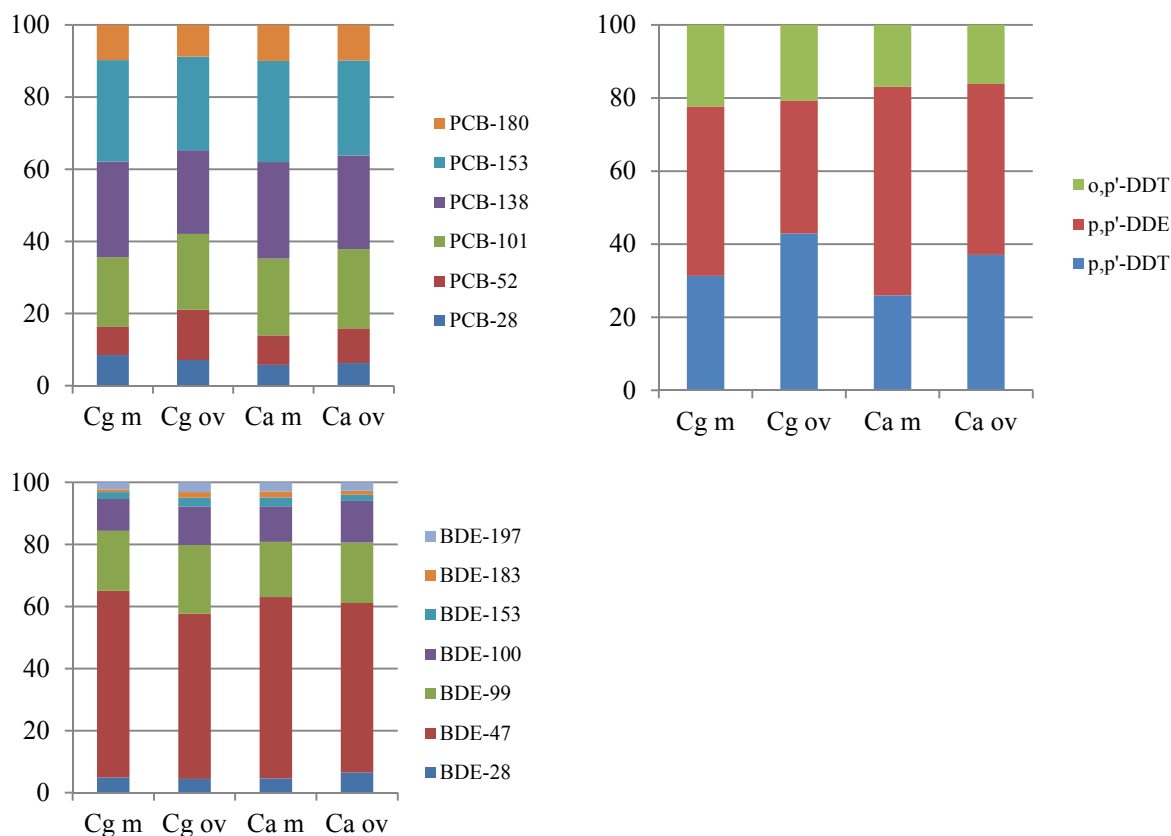 100
80
60
40
20
0
Cg m Cg ov Ca m Ca ov
PCB-180
PCB-153
PCB-138
PCB-101
PCB-52
PCB-28
100
80
60
40
20
0
Cg m Cg ov Ca m Ca ov
o,p'-DDT
p,p'-DDE
p,p'-DDT
100
80
60
40
20
0
Cg m Cg ov Ca m Ca ov
BDE-197
BDE-183
BDE-153
BDE-100
BDE-99
BDE-47
BDE-28